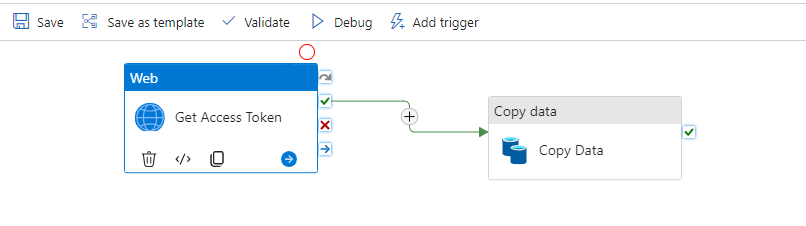 Save Save as template Validate Debug Add trigger
Web
Get Access Token
Copy data
Copy Data